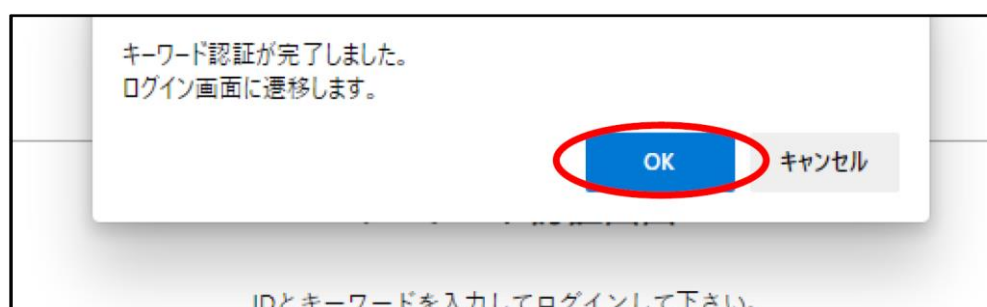 キーワード認証が完了しました。
ログイン画面に遷移します。
OK キャンセル
IDとキーワードを入力してログインして下さい。